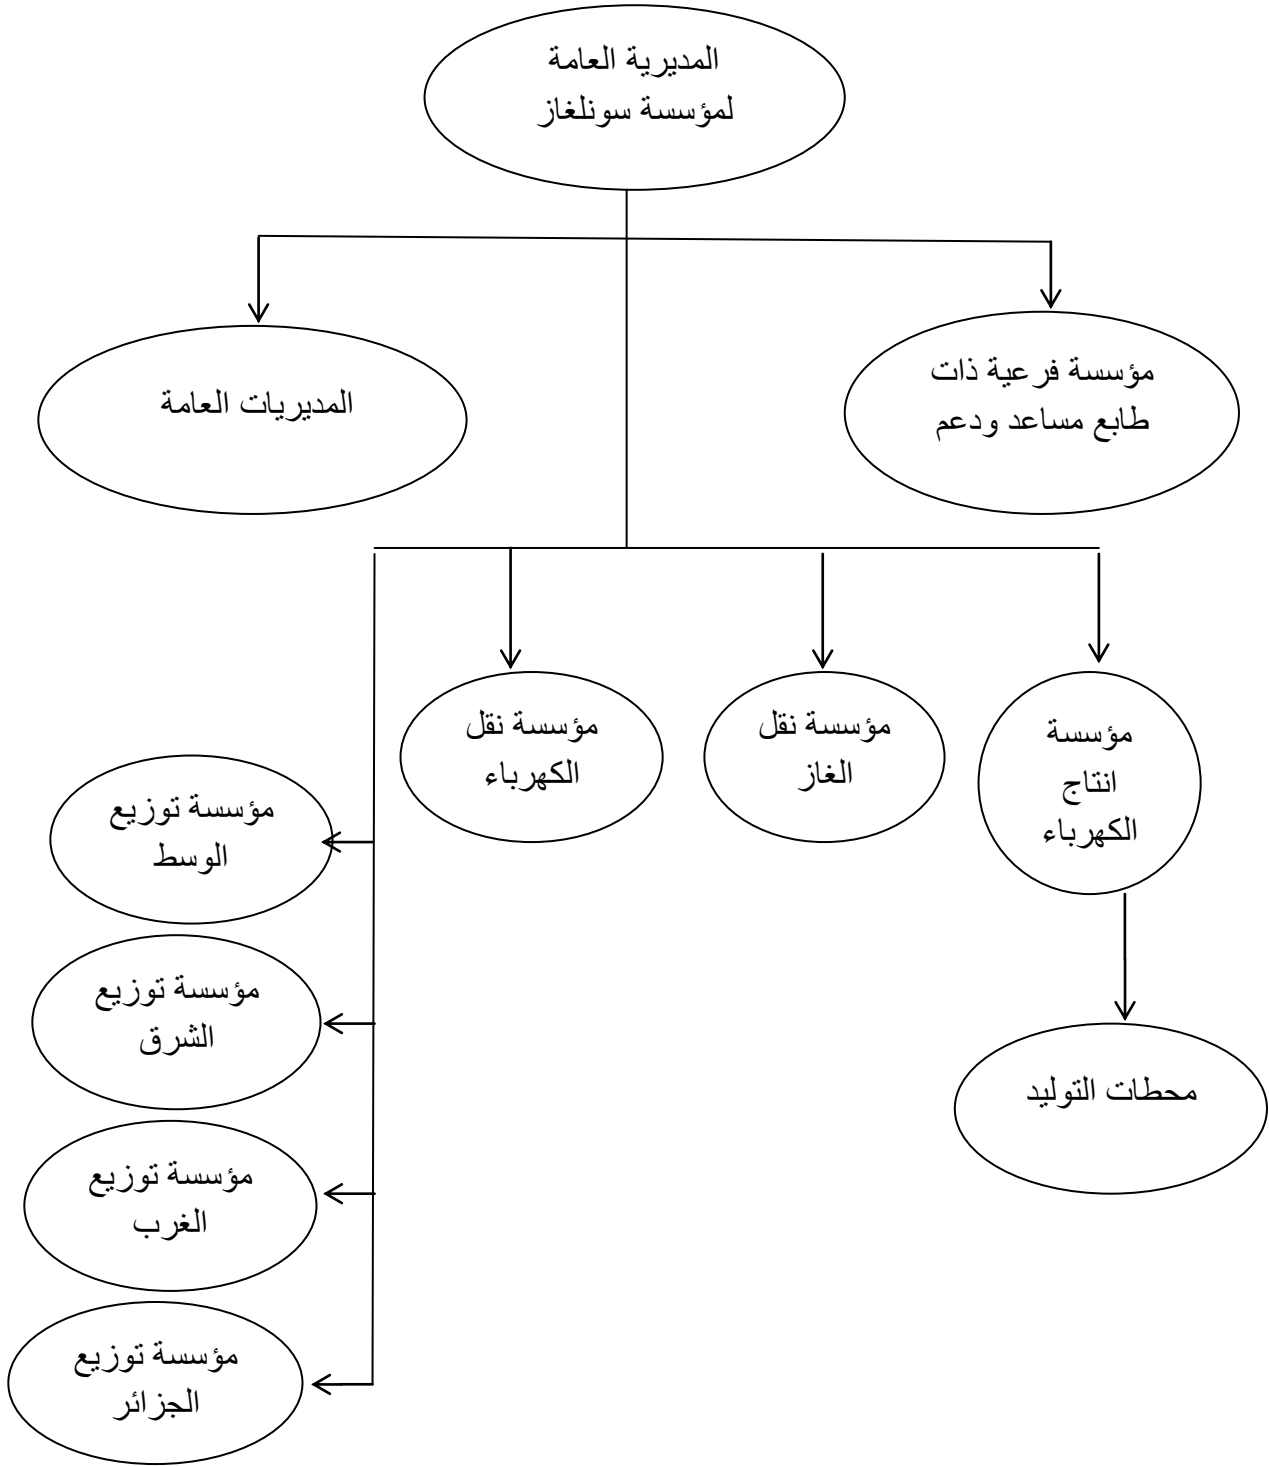 المديرية العامة
لمؤسسة سونلغاز
مؤسسة فرعية ذات
طابع مساعد ودعم
المديريات العامة
مؤسسة
انتاج
الكهرباء
مؤسسة نقل
الغاز
مؤسسة نقل
الكهرباء
مؤسسة توزيع
الوسط
مؤسسة توزيع
الشرق
محطات التوليد
مؤسسة توزيع
الغرب
مؤسسة توزيع
الجزائر